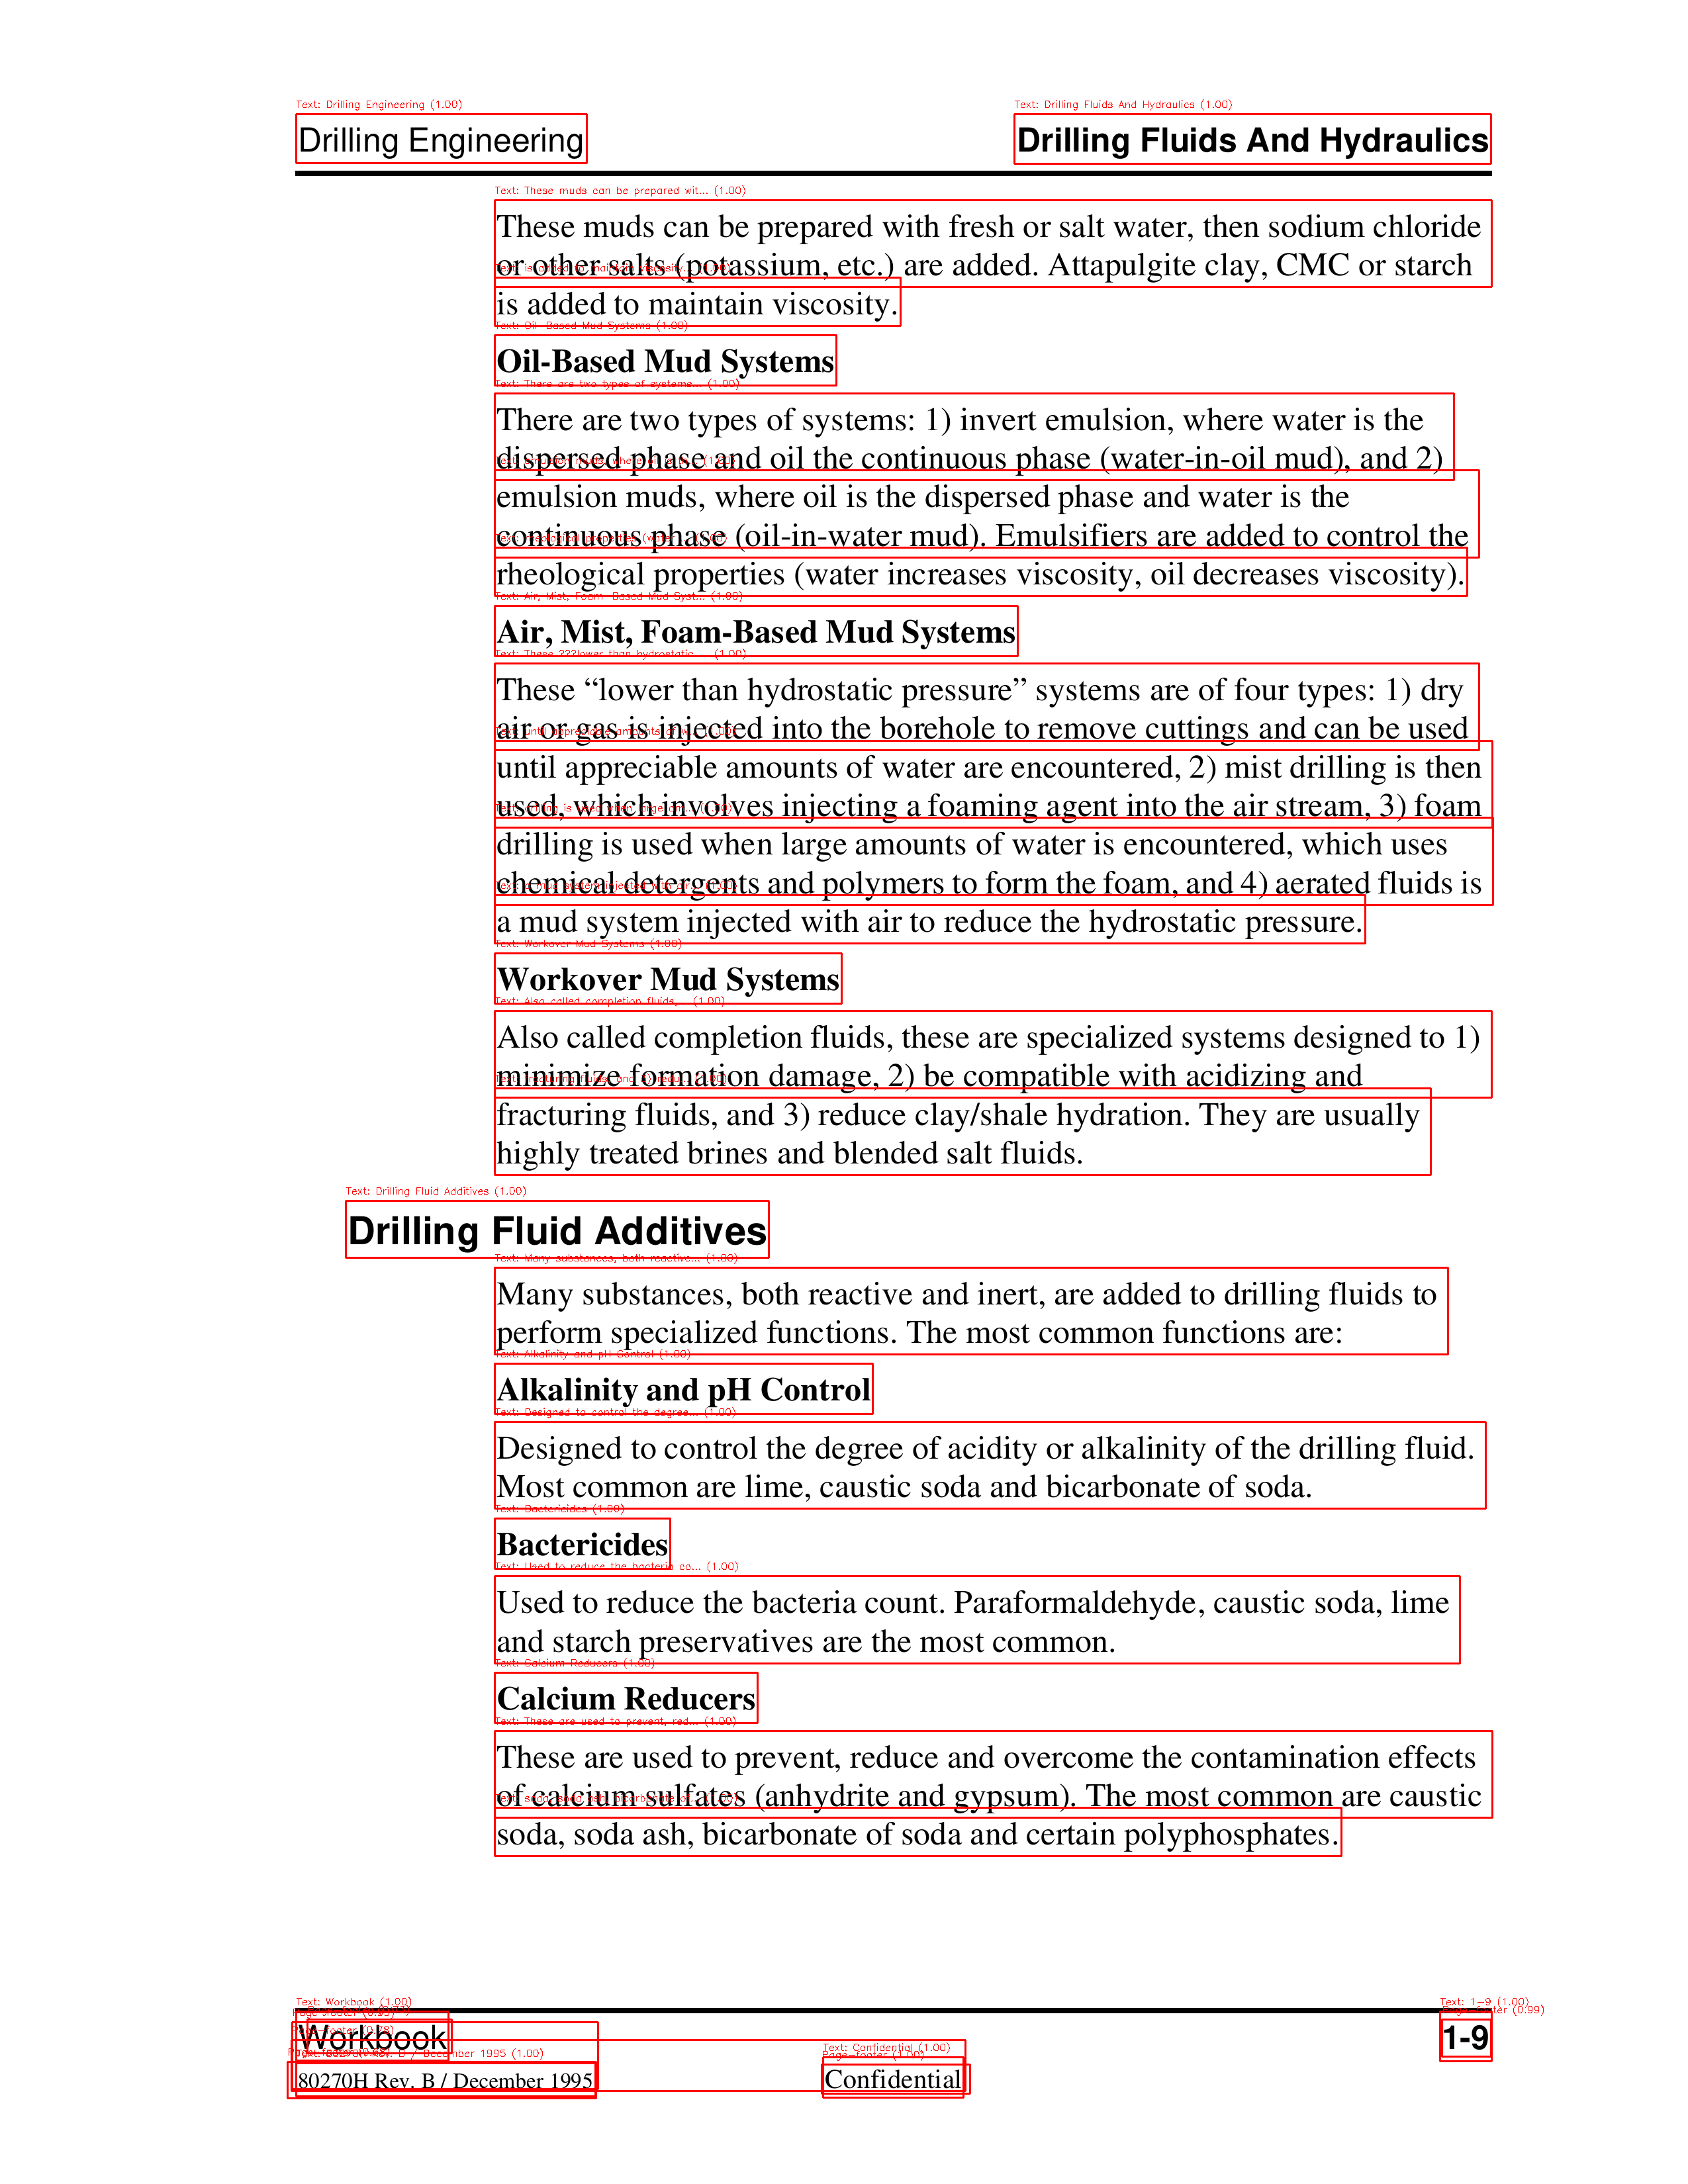 Drilling Engineering
Drilling Fluids And Hydraulics
These muds can be prepared with fresh or salt water, then sodium chloride
or other salts (potassium, etc.) are added. Attapulgite clay, CMC or starch
is added to maintain viscosity.
Oil-Based Mud Systems
There are two types of systems: 1) invert emulsion, where water is the
dispersed phase and oil the continuous phase (water-in-oil mud), and 2)
emulsion muds, where oil is the dispersed phase and water is the
continuous phase (oil-in-water mud). Emulsifiers are added to control the
rheological properties (water increases viscosity, oil decreases viscosity).
Air, Mist, Foam-Based Mud Systems
These “lower than hydrostatic pressure” systems are of four types: 1) dry
air or gas is injected into the borehole to remove cuttings and can be used
until appreciable amounts of water are encountered, 2) mist drilling is then
used, which involves injecting a foaming agent into the air stream, 3) foam
drilling is used when large amounts of water is encountered, which uses
chemical detergents and polymers to form the foam, and 4) aerated fluids is
a mud system injected with air to reduce the hydrostatic pressure.
Workover Mud Systems
Also called completion fluids, these are specialized systems designed to 1)
minimize formation damage, 2) be compatible with acidizing and
fracturing fluids, and 3) reduce clay/shale hydration. They are usually
highly treated brines and blended salt fluids.
Drilling Fluid Additives
Many substances, both reactive and inert, are added to drilling fluids to
perform specialized functions. The most common functions are:
Alkalinity and pH Control
Designed to control the degree of acidity or alkalinity of the drilling fluid.
Most common are lime, caustic soda and bicarbonate of soda.
Bactericides
Used to reduce the bacteria count. Paraformaldehyde, caustic soda, lime
and starch preservatives are the most common.
Calcium Reducers
These are used to prevent, reduce and overcome the contamination effects
of calcium sulfates (anhydrite and gypsum). The most common are caustic
soda, soda ash, bicarbonate of soda and certain polyphosphates.
Workbook
1-9
80270H Rev. B / December 1995
Confidential